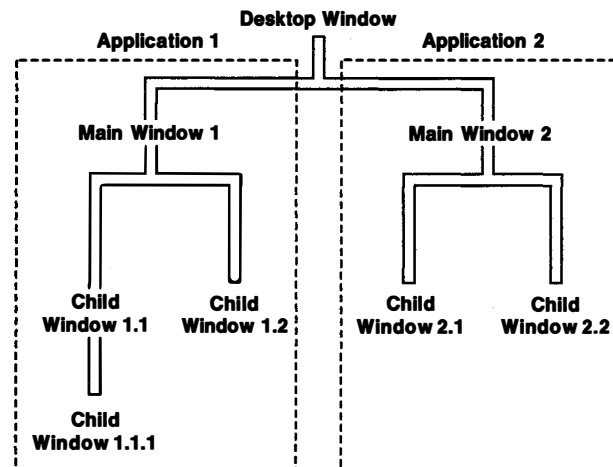 Desktop Window
Application 1
Application 2
Main Window 1
Main Window 2
Child
Window 1.1
Child
Window 1.2
Child
Window 2.1
Child
Window 2.2
Child
Window 1.1.1